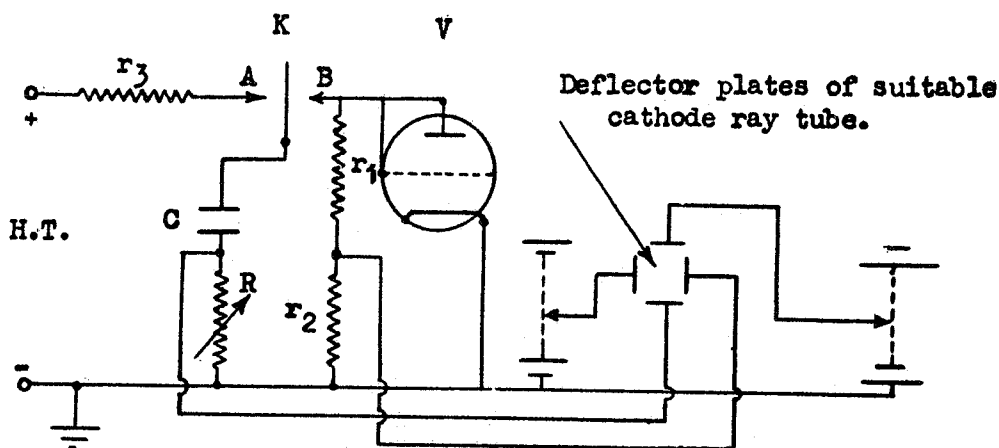 K
V
r3
A
B
Deflector plates of suitable
cathode ray tube.
+
r1
C
H.T.
R
r2
-